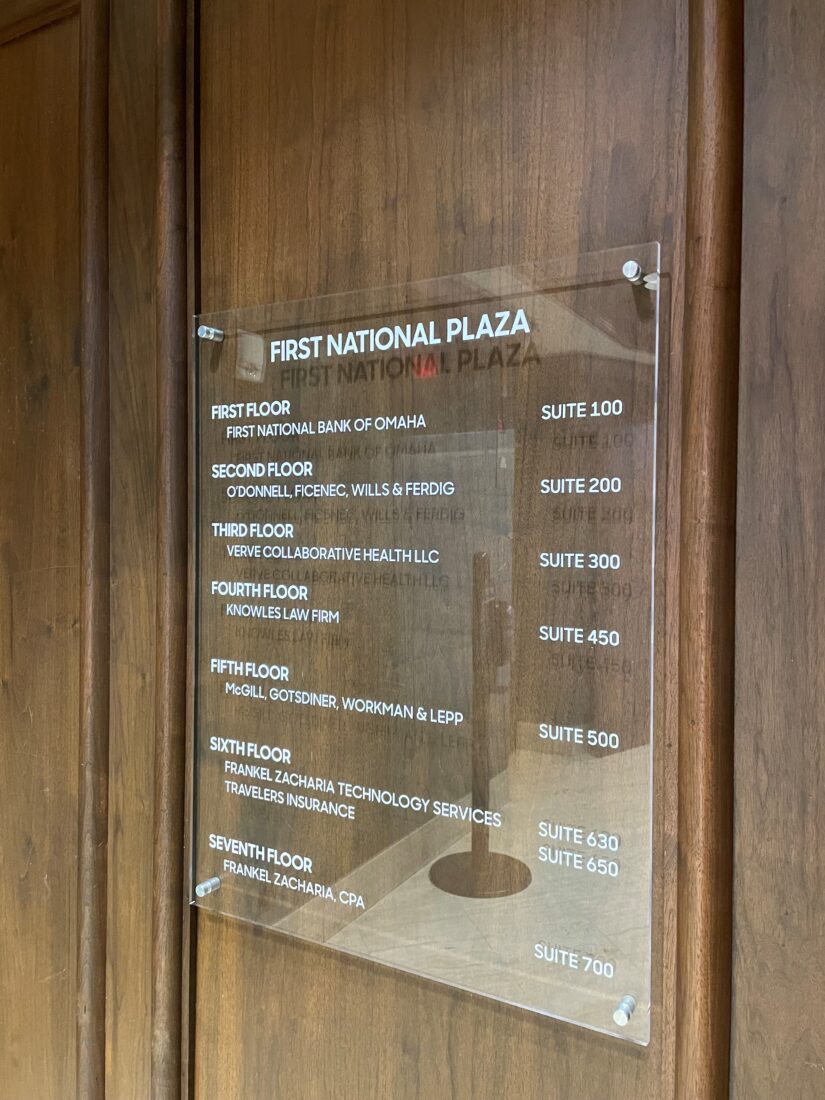 FIRST NATIONAL PLAZA
FIRST FLOOR
FIRST NATIONAL BANK OF OMAHA SUITE 100
SECOND FLOOR
O'DONNELL, FICENEC, WILLS & FERDIG SUITE 200
THIRD FLOOR
VERVE COLLABORATIVE HEALTH LLC SUITE 300
FOURTH FLOOR
KNOWLES LAW FIRM SUITE 450
FIFTH FLOOR
McGILL, GOTSDINER, WORKMAN & LEPP SUITE 500
SIXTH FLOOR
FRANKEL ZACHARIA TECHNOLOGY SERVICES SUITE 630
TRAVELERS INSURANCE SUITE 650
SEVENTH FLOOR
FRANKEL ZACHARIA, CPA SUITE 700